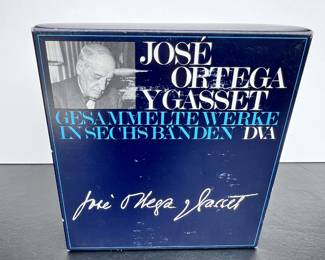 JOSÉ
ORTEGA
Y GASSET
GESAMMELTE WERKE
IN SECHS BÄNDEN DVA
José Ortega y Gasset